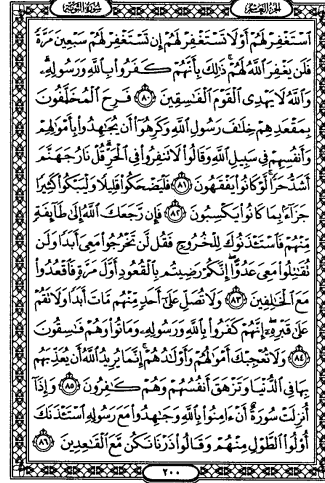 الجزء العاشر سورة التوبة
ٱسْتَغْفِرْ لَهُمْ أَوْ لَا تَسْتَغْفِرْ لَهُمْ إِن تَسْتَغْفِرْ لَهُمْ سَبْعِينَ مَرَّةً
فَلَن يَغْفِرَ ٱللَّهُ لَهُمْ ۚ ذَٰلِكَ بِأَنَّهُمْ كَفَرُوا۟ بِٱللَّهِ وَرَسُولِهِۦ ۗ
وَٱللَّهُ لَا يَهْدِى ٱلْقَوْمَ ٱلْفَـٰسِقِينَ ﴿٨٠﴾ فَرِحَ ٱلْمُخَلَّفُونَ
بِمَقْعَدِهِمْ خِلَـٰفَ رَسُولِ ٱللَّهِ وَكَرِهُوٓا۟ أَن يُجَـٰهِدُوا۟ بِأَمْوَٰلِهِمْ
وَأَنفُسِهِمْ فِى سَبِيلِ ٱللَّهِ وَقَالُوا۟ لَا تَنفِرُوا۟ فِى ٱلْحَرِّ ۗ قُلْ نَارُ جَهَنَّمَ
أَشَدُّ حَرًّا ۚ لَّوْ كَانُوا۟ يَفْقَهُونَ ﴿٨١﴾ فَلْيَضْحَكُوا۟ قَلِيلًا وَلْيَبْكُوا۟ كَثِيرًا
جَزَآءًۢ بِمَا كَانُوا۟ يَكْسِبُونَ ﴿٨٢﴾ فَإِن رَّجَعَكَ ٱللَّهُ إِلَىٰ طَآئِفَةٍ
مِّنْهُمْ فَٱسْتَـْٔذَنُوكَ لِلْخُرُوجِ فَقُل لَّن تَخْرُجُوا۟ مَعِىَ أَبَدًا وَلَن
تُقَـٰتِلُوا۟ مَعِىَ عَدُوًّا ۖ إِنَّكُمْ رَضِيتُم بِٱلْقُعُودِ أَوَّلَ مَرَّةٍ فَٱقْعُدُوا۟
مَعَ ٱلْخَـٰلِفِينَ ﴿٨٣﴾ وَلَا تُصَلِّ عَلَىٰٓ أَحَدٍ مِّنْهُم مَّاتَ أَبَدًا وَلَا تَقُمْ
عَلَىٰ قَبْرِهِۦٓ ۖ إِنَّهُمْ كَفَرُوا۟ بِٱللَّهِ وَرَسُولِهِۦ وَمَاتُوا۟ وَهُمْ فَـٰسِقُونَ
﴿٨٤﴾ وَلَا تُعْجِبْكَ أَمْوَٰلُهُمْ وَأَوْلَـٰدُهُمْ ۚ إِنَّمَا يُرِيدُ ٱللَّهُ أَن يُعَذِّبَهُم
بِهَا فِى ٱلدُّنْيَا وَتَزْهَقَ أَنفُسُهُمْ وَهُمْ كَـٰفِرُونَ ﴿٨٥﴾ وَإِذَآ
أُنزِلَتْ سُورَةٌ أَنْ ءَامِنُوا۟ بِٱللَّهِ وَجَـٰهِدُوا۟ مَعَ رَسُولِهِ ٱسْتَـْٔذَنَكَ
أُو۟لُوا۟ ٱلطَّوْلِ مِنْهُمْ وَقَالُوا۟ ذَرْنَا نَكُن مَّعَ ٱلْقَـٰعِدِينَ ﴿٨٦﴾
٢٠٠